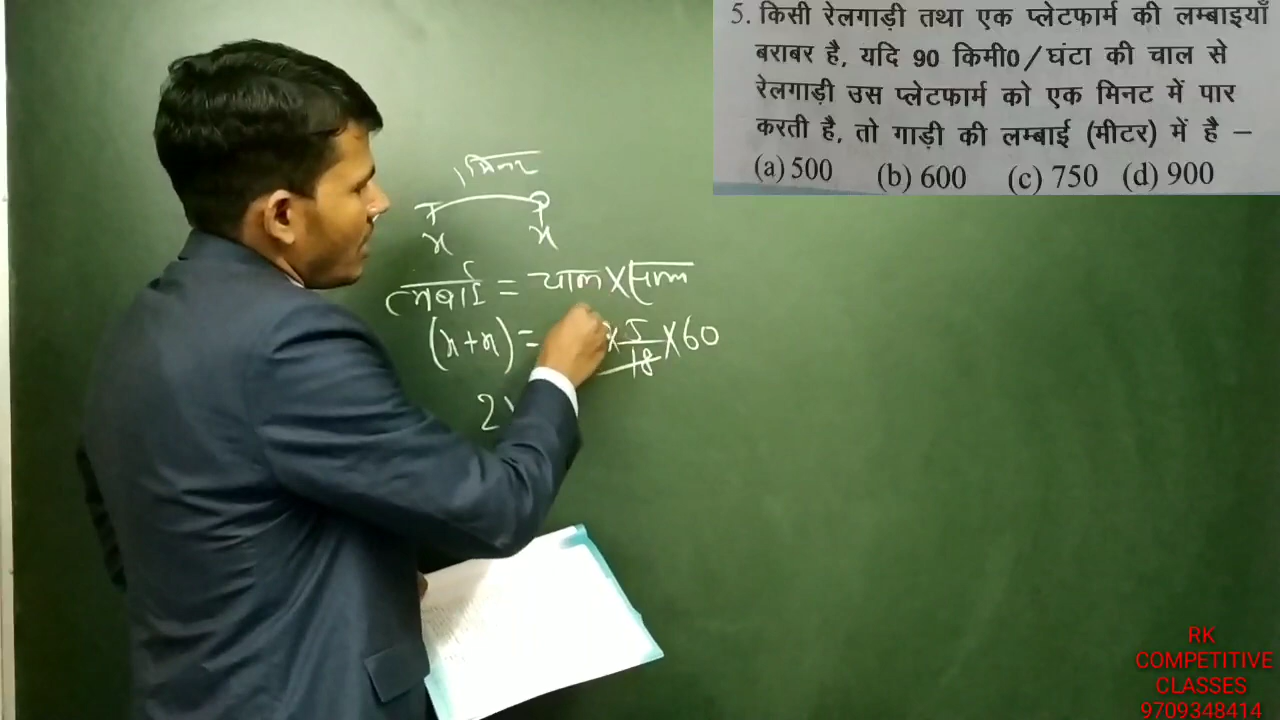 5. किसी रेलगाड़ी तथा एक प्लेटफार्म की लम्बाइयाँ
बराबर है, यदि 90 किमी0/घंटा की चाल से
रेलगाड़ी उस प्लेटफार्म को एक मिनट में पार
करती है, तो गाड़ी की लम्बाई (मीटर) में है –
(a) 500 (b) 600 (c) 750 (d) 900
1 मिनट
x x
लम्बाई = चाल X समय
(x+x) = X 5/18 X 60
2
RK
COMPETITIVE
CLASSES
9709348414